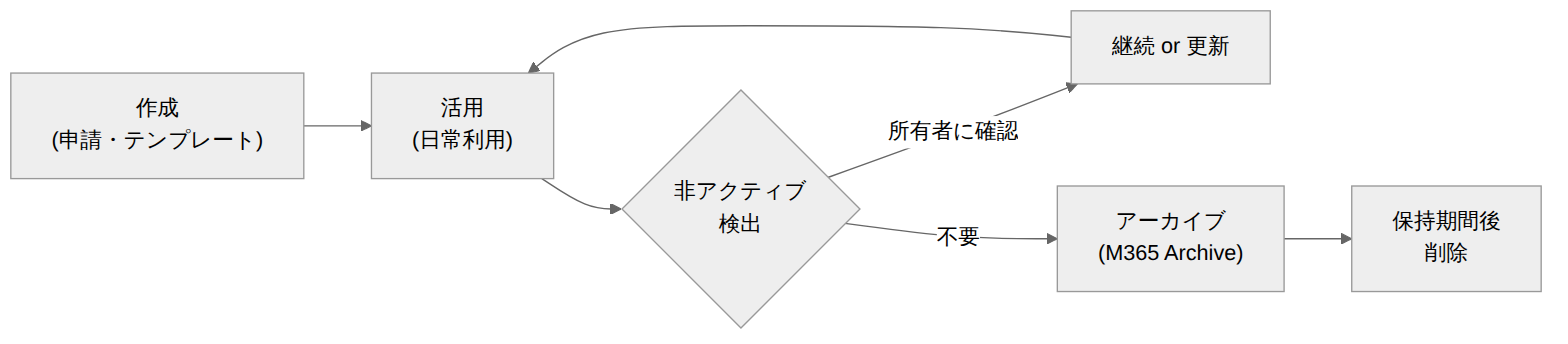 作成
(申請・テンプレート)
活用
(日常利用)
非アクティブ
検出
所有者に確認
継続 or 更新
不要
アーカイブ
(M365 Archive)
保持期間後
削除